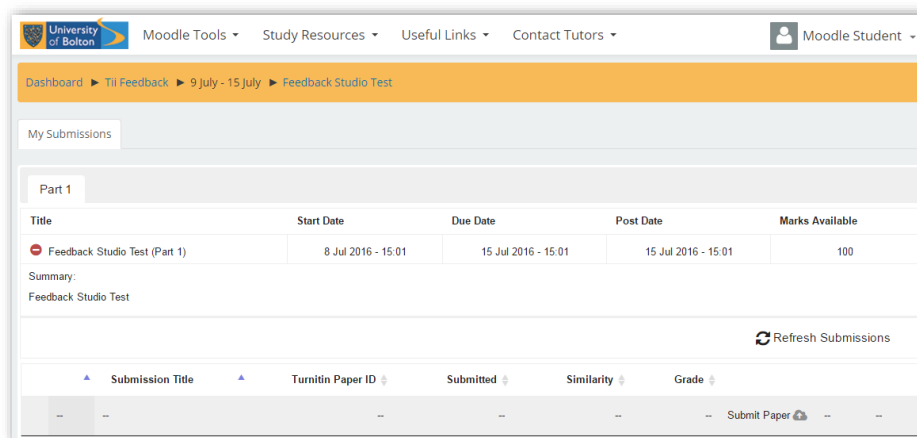 University of Bolton
Moodle Tools Study Resources Useful Links Contact Tutors Moodle Student
Dashboard ► Tii Feedback ► 9 July - 15 July ► Feedback Studio Test
My Submissions
Part 1
Title Start Date Due Date Post Date Marks Available
Feedback Studio Test (Part 1) 8 Jul 2016 - 15:01 15 Jul 2016 - 15:01 15 Jul 2016 - 15:01 100
Summary:
Feedback Studio Test
Refresh Submissions
Submission Title Turnitin Paper ID Submitted Similarity Grade
-- -- -- -- -- -- Submit Paper -- --